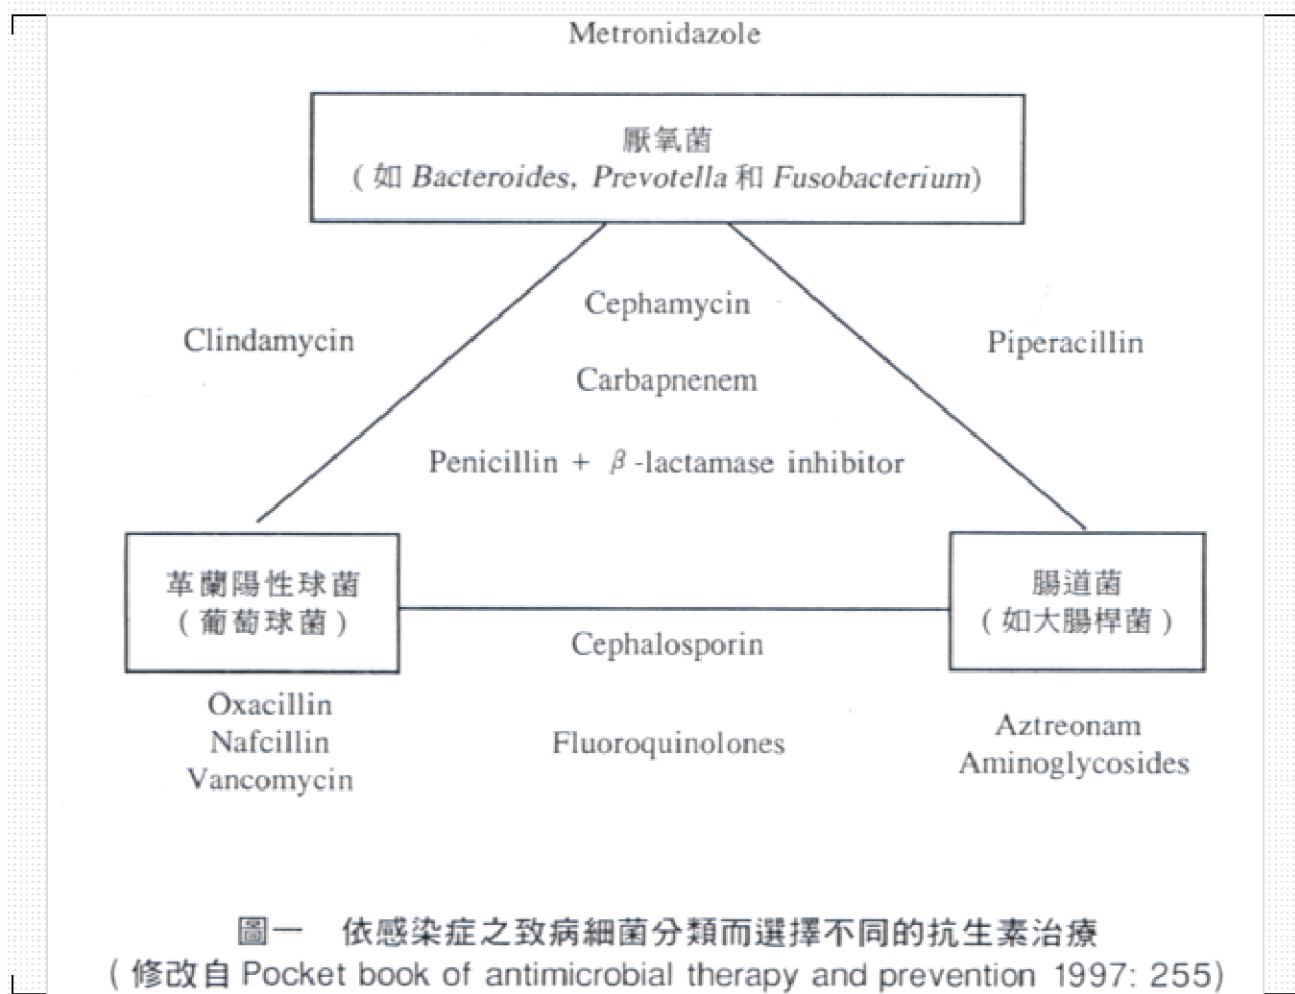 Metronidazole
厭氧菌
( 如 Bacteroides, Prevotella 和 Fusobacterium)
Cephamycin
Clindamycin
Piperacillin
Carbapnenem
Penicillin + β-lactamase inhibitor
革蘭陽性球菌
( 葡萄球菌 )
腸道菌
( 如大腸桿菌 )
Cephalosporin
Oxacillin
Nafcillin
Vancomycin
Fluoroquinolones
Aztreonam
Aminoglycosides
圖一 依感染症之致病細菌分類而選擇不同的抗生素治療
( 修改自 Pocket book of antimicrobial therapy and prevention 1997: 255)